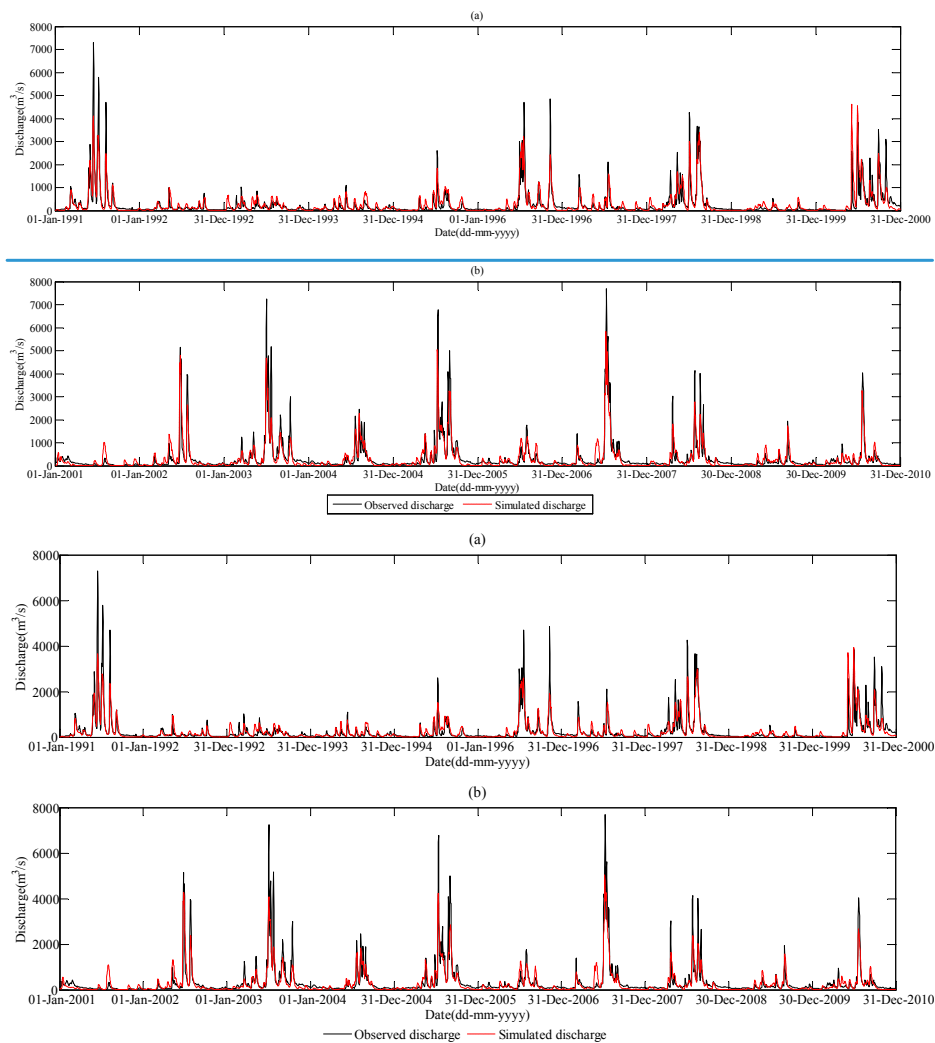 (a)
8000
7000
6000
5000
4000
3000
2000
1000
0
Discharge(m³/s)
01-Jan-1991 01-Jan-1992 31-Dec-1992 31-Dec-1993 31-Dec-1994 01-Jan-1996 31-Dec-1996 31-Dec-1997 31-Dec-1998 31-Dec-1999 31-Dec-2000
Date(dd-mm-yyyy)
(b)
8000
7000
6000
5000
4000
3000
2000
1000
0
Discharge(m³/s)
01-Jan-2001 01-Jan-2002 01-Jan-2003 01-Jan-2004 31-Dec-2004 31-Dec-2005 31-Dec-2006 31-Dec-2007 30-Dec-2008 30-Dec-2009 31-Dec-2010
Date(dd-mm-yyyy)
Observed discharge Simulated discharge
(a)
8000
6000
4000
2000
0
Discharge(m³/s)
01-Jan-1991 01-Jan-1992 31-Dec-1992 31-Dec-1993 31-Dec-1994 01-Jan-1996 31-Dec-1996 31-Dec-1997 31-Dec-1998 31-Dec-1999 31-Dec-2000
Date(dd-mm-yyyy)
(b)
8000
6000
4000
2000
0
Discharge(m³/s)
01-Jan-2001 01-Jan-2002 01-Jan-2003 01-Jan-2004 31-Dec-2004 31-Dec-2005 31-Dec-2006 31-Dec-2007 30-Dec-2008 31-Dec-2009 31-Dec-2010
Date(dd-mm-yyyy)
Observed discharge Simulated discharge